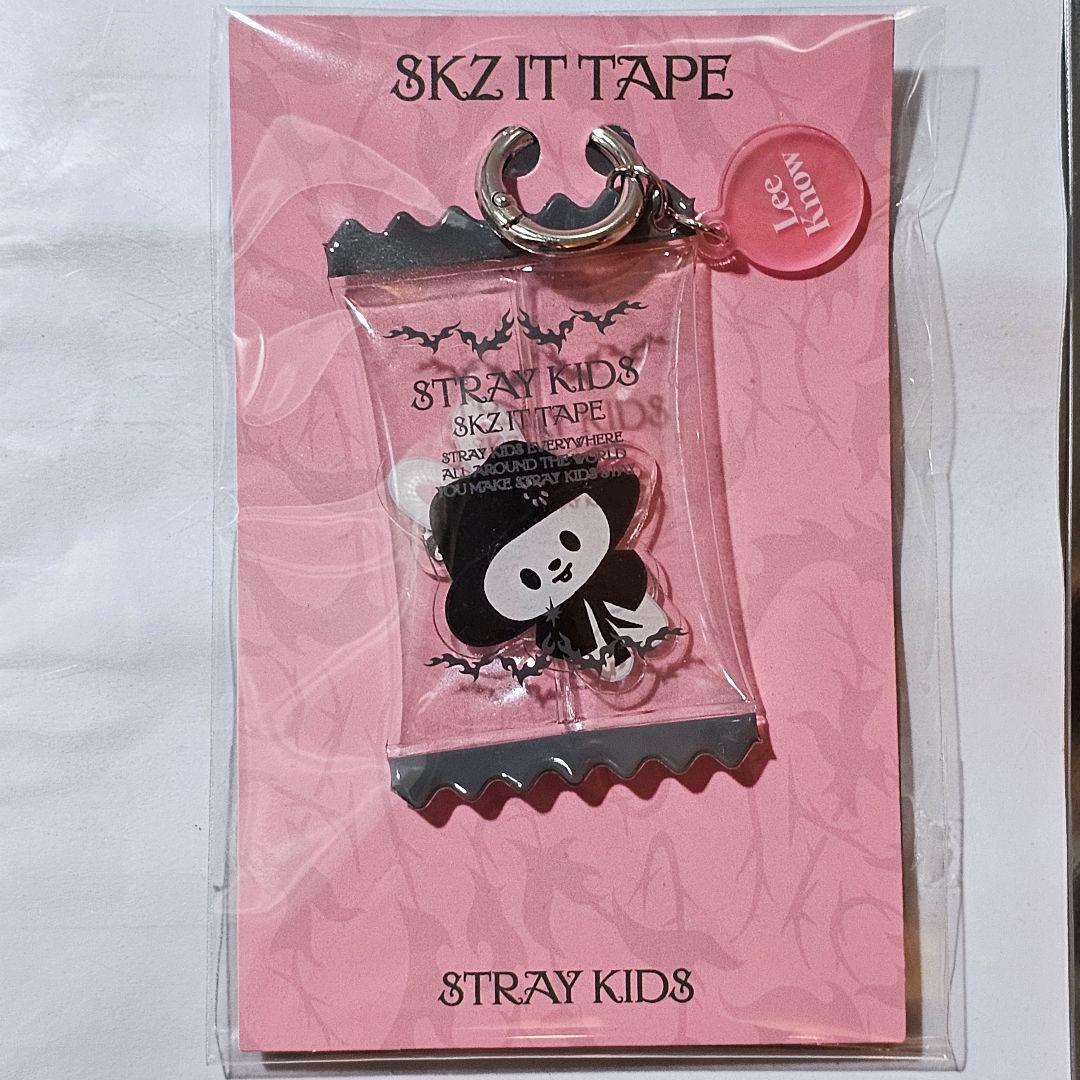 SKZ IT TAPE
Lee
Know
STRAY KIDS
SKZ IT TAPE
STRAY KIDS EVERYWHERE
ALL AROUND THE WORLD
YOU MAKE STRAY KIDS STAY
STRAY KIDS